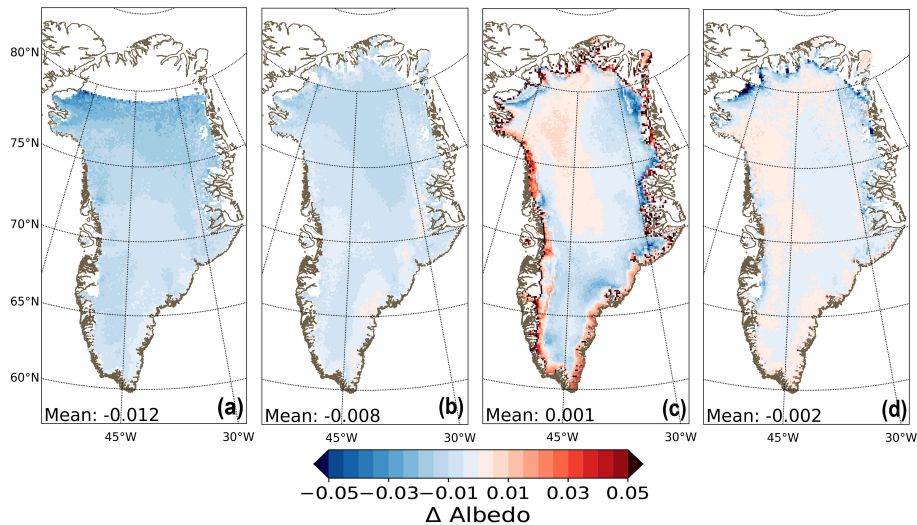 80°N
75°N
70°N
65°N
60°N
Mean: -0.012 (a)
Mean: -0.008 (b)
Mean: 0.001 (c)
Mean: -0.002 (d)
45°W 30°W 45°W 30°W 45°W 30°W 45°W 30°W
−0.05 −0.03 −0.01 0.01 0.03 0.05
Δ Albedo